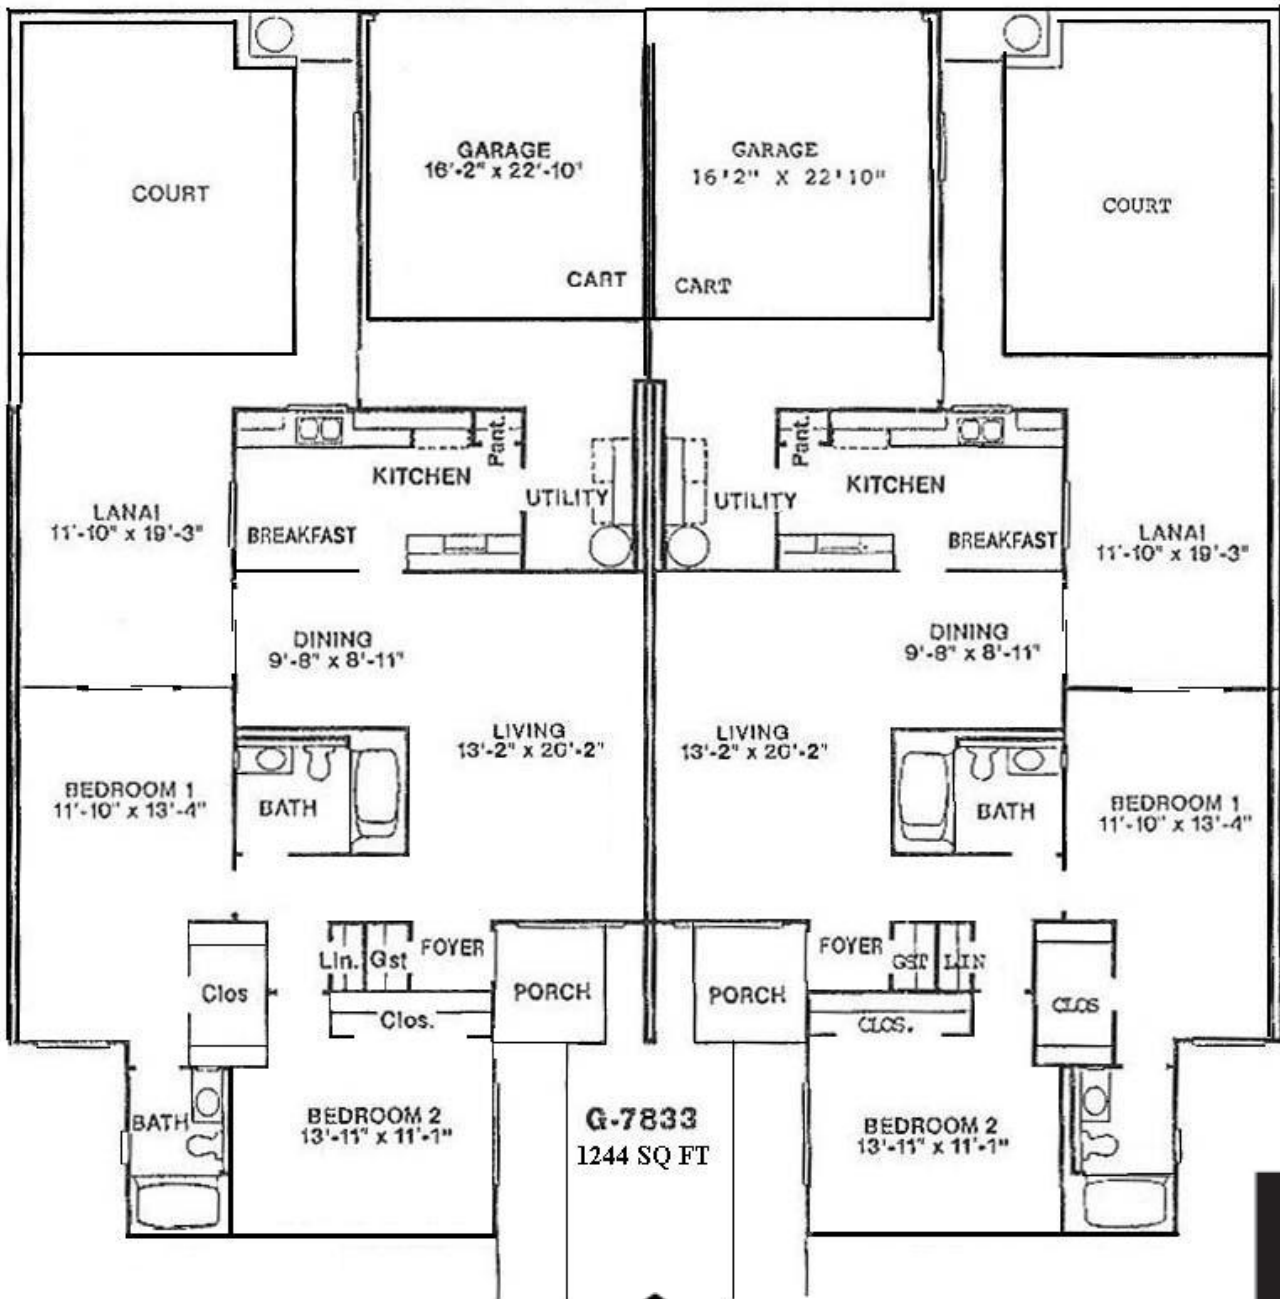 GARAGE
16'-2" x 22'-10"
GARAGE
16'2" X 22'10"
COURT
COURT
CART
CART
Pant.
Pant.
KITCHEN
KITCHEN
UTILITY
UTILITY
LANAI
11'-10" x 19'-3"
BREAKFAST
BREAKFAST
LANAI
11'-10" x 19'-3"
DINING
9'-8" x 8'-11"
DINING
9'-8" x 8'-11"
LIVING
13'-2" x 20'-2"
LIVING
13'-2" x 20'-2"
BEDROOM 1
11'-10" x 13'-4"
BATH
BATH
BEDROOM 1
11'-10" x 13'-4"
Lin.
Gst
FOYER
FOYER
GST
LIN
Clos
PORCH
PORCH
CLOS
Clos.
CLOS.
BATH
BEDROOM 2
13'-11" x 11'-1"
G-7833
1244 SQ FT
BEDROOM 2
13'-11" x 11'-1"